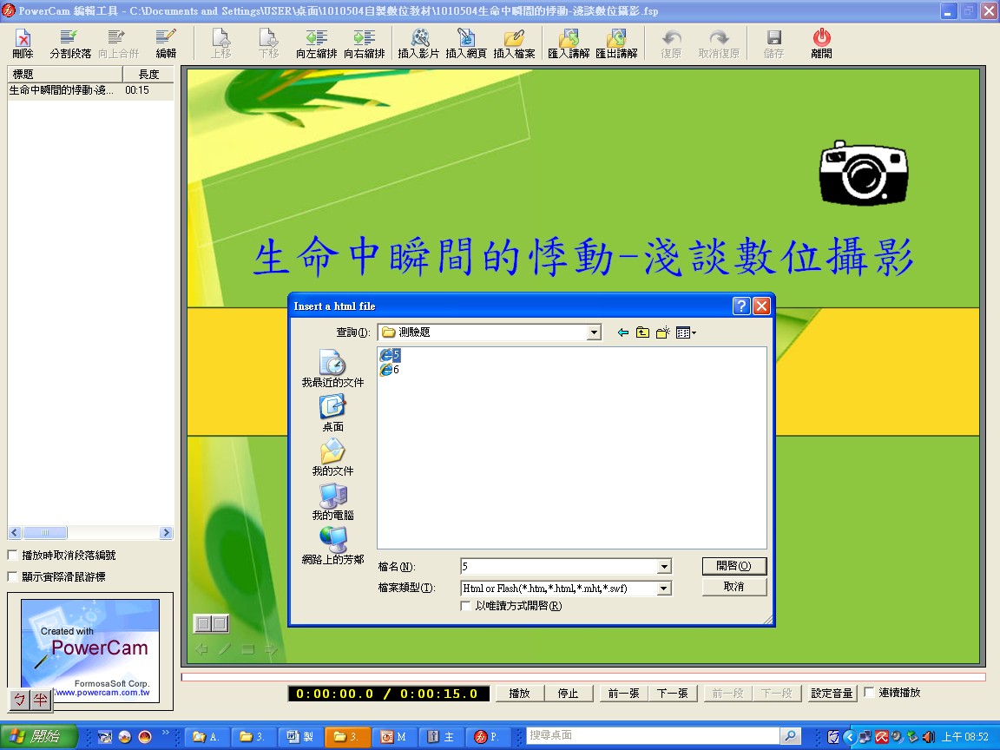 PowerCam 編輯工具 - C:\Documents and Settings\USER\桌面\1010504自製數位教材\1010504生命中瞬間的悸動-淺談數位攝影.fsp
刪除 分割段落 向上合併 編輯 上移 下移 向左縮排 向右縮排 插入影片 插入網頁 插入檔案 匯入講解 匯出講解 復原 取消復原 儲存 離開
標題 長度
生命中瞬間的悸動-淺... 00:15
生命中瞬間的悸動-淺談數位攝影
Insert a html file
查詢(I): 測驗題
5
6
我最近的文件
桌面
我的文件
我的電腦
網路上的芳鄰
檔名(N): 5 開啓(O)
檔案類型(T): Html or Flash(*.htm,*.html,*.mht,*.swf) 取消
以唯讀方式開啓(R)
播放時取消段落編號
顯示實際滑鼠游標
Created with
PowerCam
FormosaSoft Corp.
www.powercam.com.tw
ㄅ 半
0:00:00.0 / 0:00:15.0 播放 停止 前一張 下一張 前一段 下一段 設定音量 連續播放
開始 A. 3. 製 3. M 主 P. 搜尋桌面 上午 08:52